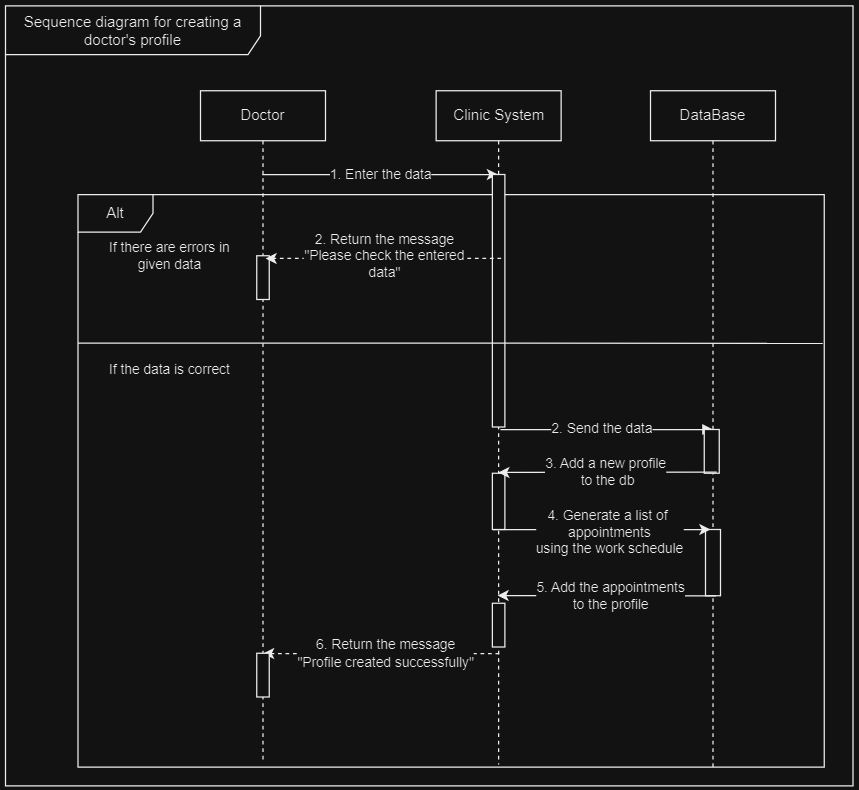 Sequence diagram for creating a
doctor's profile
Doctor
Clinic System
DataBase
1. Enter the data
Alt
If there are errors in
given data
2. Return the message
"Please check the entered
data"
If the data is correct
2. Send the data
3. Add a new profile
to the db
4. Generate a list of
appointments
using the work schedule
5. Add the appointments
to the profile
6. Return the message
"Profile created successfully"